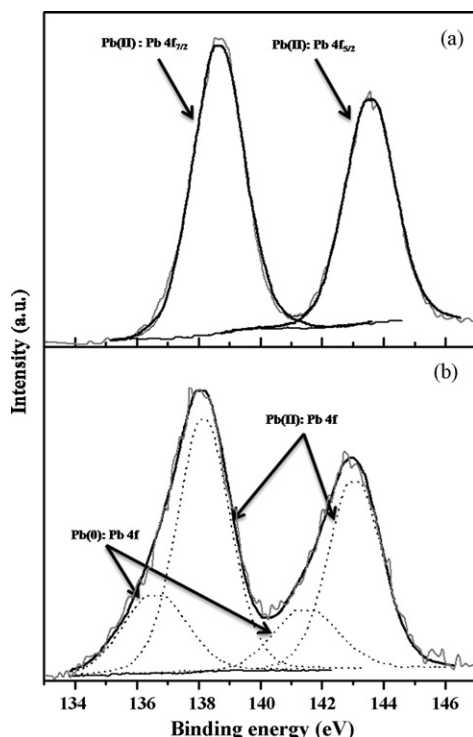 (a)
Pb(II) : Pb 4f7/2
Pb(II): Pb 4f5/2
(b)
Pb(II): Pb 4f
Pb(0): Pb 4f
Intensity (a.u.)
134 136 138 140 142 144 146
Binding energy (eV)